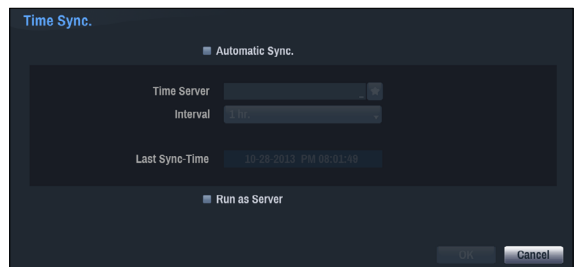 Time Sync.
Automatic Sync.
Time Server
Interval 1 hr.
Last Sync-Time 10-28-2013 PM 08:01:49
Run as Server
OK Cancel